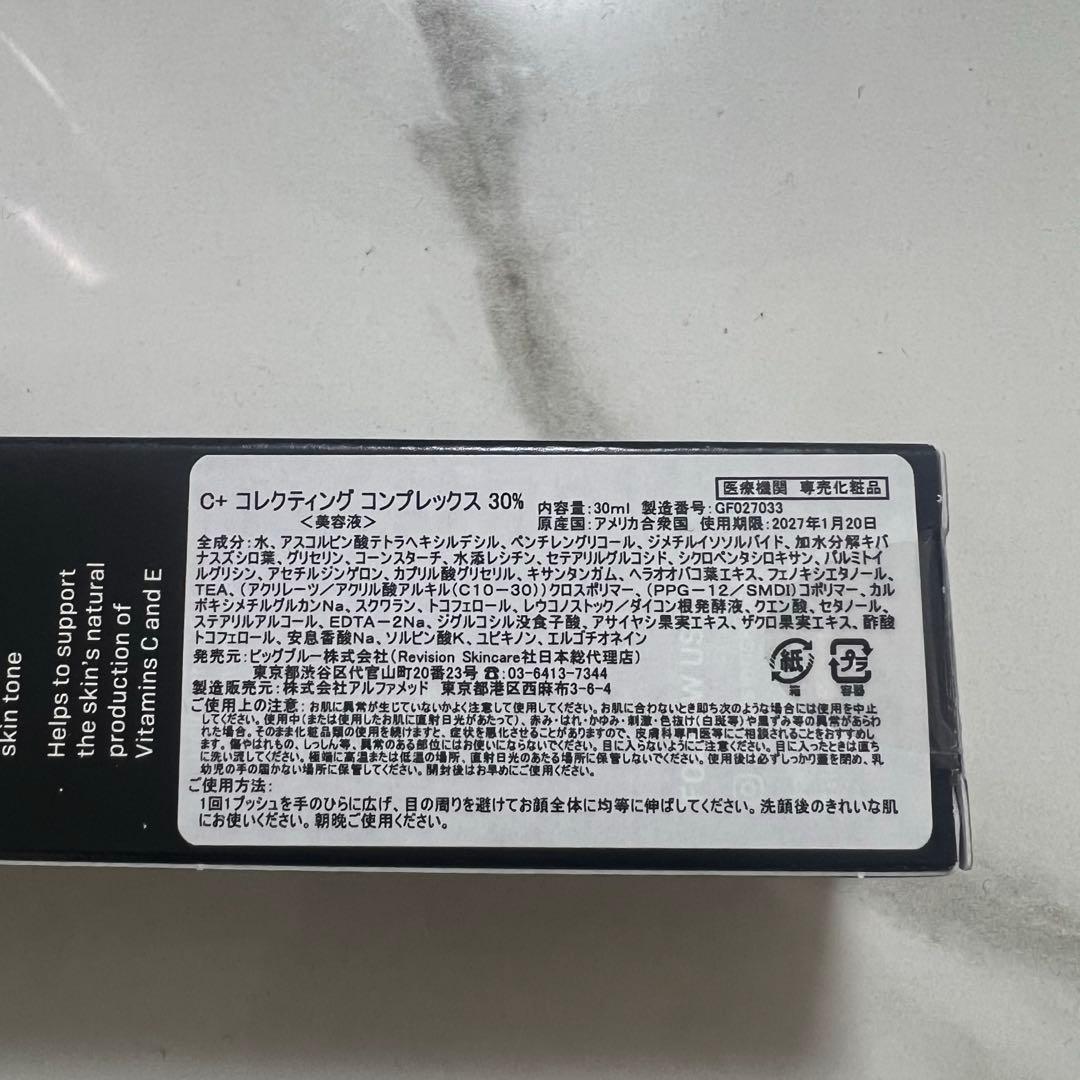 skin tone
Helps to support
the skin's natural
production of
Vitamins C and E
C+ コレクティング コンプレックス 30%
＜美容液＞
医療機関 専売化粧品
内容量:30ml 製造番号:GF027033
原産国:アメリカ合衆国 使用期限:2027年1月20日
全成分:水、アスコルビン酸テトラヘキシルデシル、ペンチレングリコール、ジメチルイソソルバイド、加水分解キバ
ナスズシロ葉、グリセリン、コーンスターチ、水添レシチン、セテアリルグルコシド、シクロペンタシロキサン、パルミトイ
ルグリシン、アセチルジンゲロン、カプリル酸グリセリル、キサンタンガム、ヘラオオバコ葉エキス、フェノキシエタノール、
TEA、(アクリレーツ/アクリル酸アルキル(C10-30))クロスポリマー、(PPG-12/SMDI)コポリマー、カル
ボキシメチルグルカンNa、スクワラン、トコフェロール、レウコノストック/ダイコン根発酵液、クエン酸、セタノール、
ステアリルアルコール、EDTA-2Na、ジグルコシル没食子酸、アサイヤシ果実エキス、ザクロ果実エキス、酢酸
トコフェロール、安息香酸Na、ソルビン酸K、ユビキノン、エルゴチオネイン
発売元:ビッグブルー株式会社(Revision Skincare社日本総代理店)
東京都渋谷区代官山町20番23号 ☎:03-6413-7344
製造販売元:株式会社アルファメッド 東京都港区西麻布3-6-4
紙
箱
プラ
容器
ご使用上の注意: お肌に異常が生じていないかよく注意して使用してください。お肌に合わないとき即ち次のような場合には使用を中止
してください。使用中(または使用したお肌に直射日光があたって)、赤み・はれ・かゆみ・刺激・色抜け(白斑等)や黒ずみ等の異常があらわ
れた場合。そのまま化粧品類の使用を続けますと、症状を悪化させることがありますので、皮膚科専門医等にご相談されることをおすすめし
ます。傷やはれもの、しっしん等、異常のある部位にはお使いにならないでください。目に入らないようにご注意ください。目に入ったときは直ち
に洗い流してください。極端に高温または低温の場所、直射日光のあたる場所に保管しないでください。使用後は必ずしっかり蓋を閉め、乳
幼児の手の届かない場所に保管してください。開封後はお早めにご使用ください。
ご使用方法:
1回1プッシュを手のひらに広げ、目の周りを避けてお顔全体に均等に伸ばしてください。洗顔後のきれいな肌
にお使いください。朝晩ご使用ください。